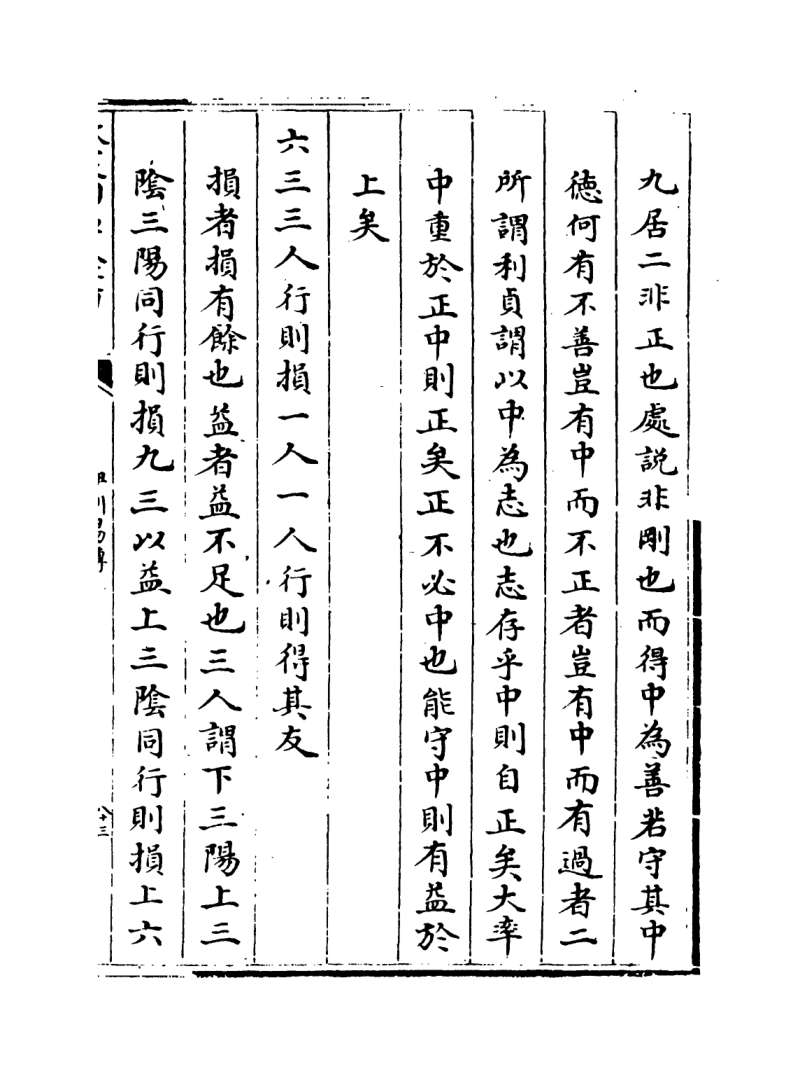 九居二非正也處説非剛也而得中為善若守其中
德何有不善豈有中而不正者豈有中而有過者二
所謂利貞謂以中為志也志存乎中則自正矣大率
中重於正中則正矣正不必中也能守中則有益於
上矣
六三三人行則損一人一人行則得其友
損者損有餘也益者益不足也三人謂下三陽上三
陰三陽同行則損九三以益上三陰同行則損上六
八十三